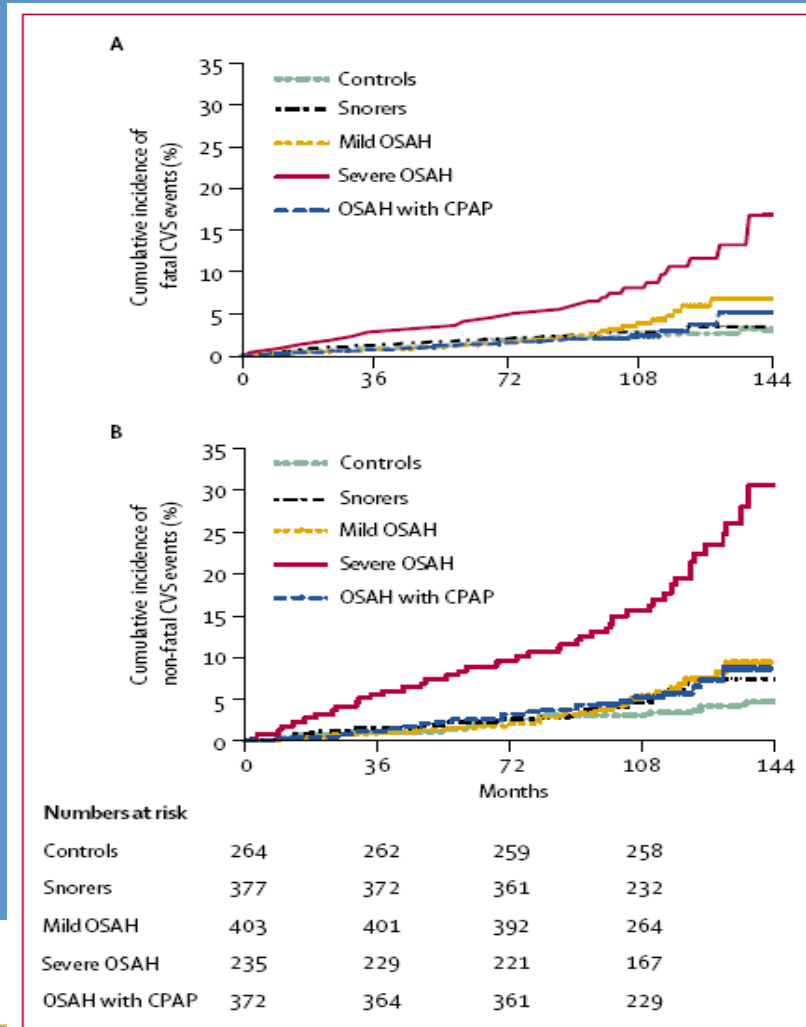 A
35
30
25
20
15
10
5
0
Cumulative incidence of
fatal CVS events (%)
Controls
Snorers
Mild OSAH
Severe OSAH
OSAH with CPAP
0 36 72 108 144
B
35
30
25
20
15
10
5
0
Cumulative incidence of
non-fatal CVS events (%)
Controls
Snorers
Mild OSAH
Severe OSAH
OSAH with CPAP
0 36 72 108 144
Months
Numbers at risk
Controls 264 262 259 258
Snorers 377 372 361 232
Mild OSAH 403 401 392 264
Severe OSAH 235 229 221 167
OSAH with CPAP 372 364 361 229